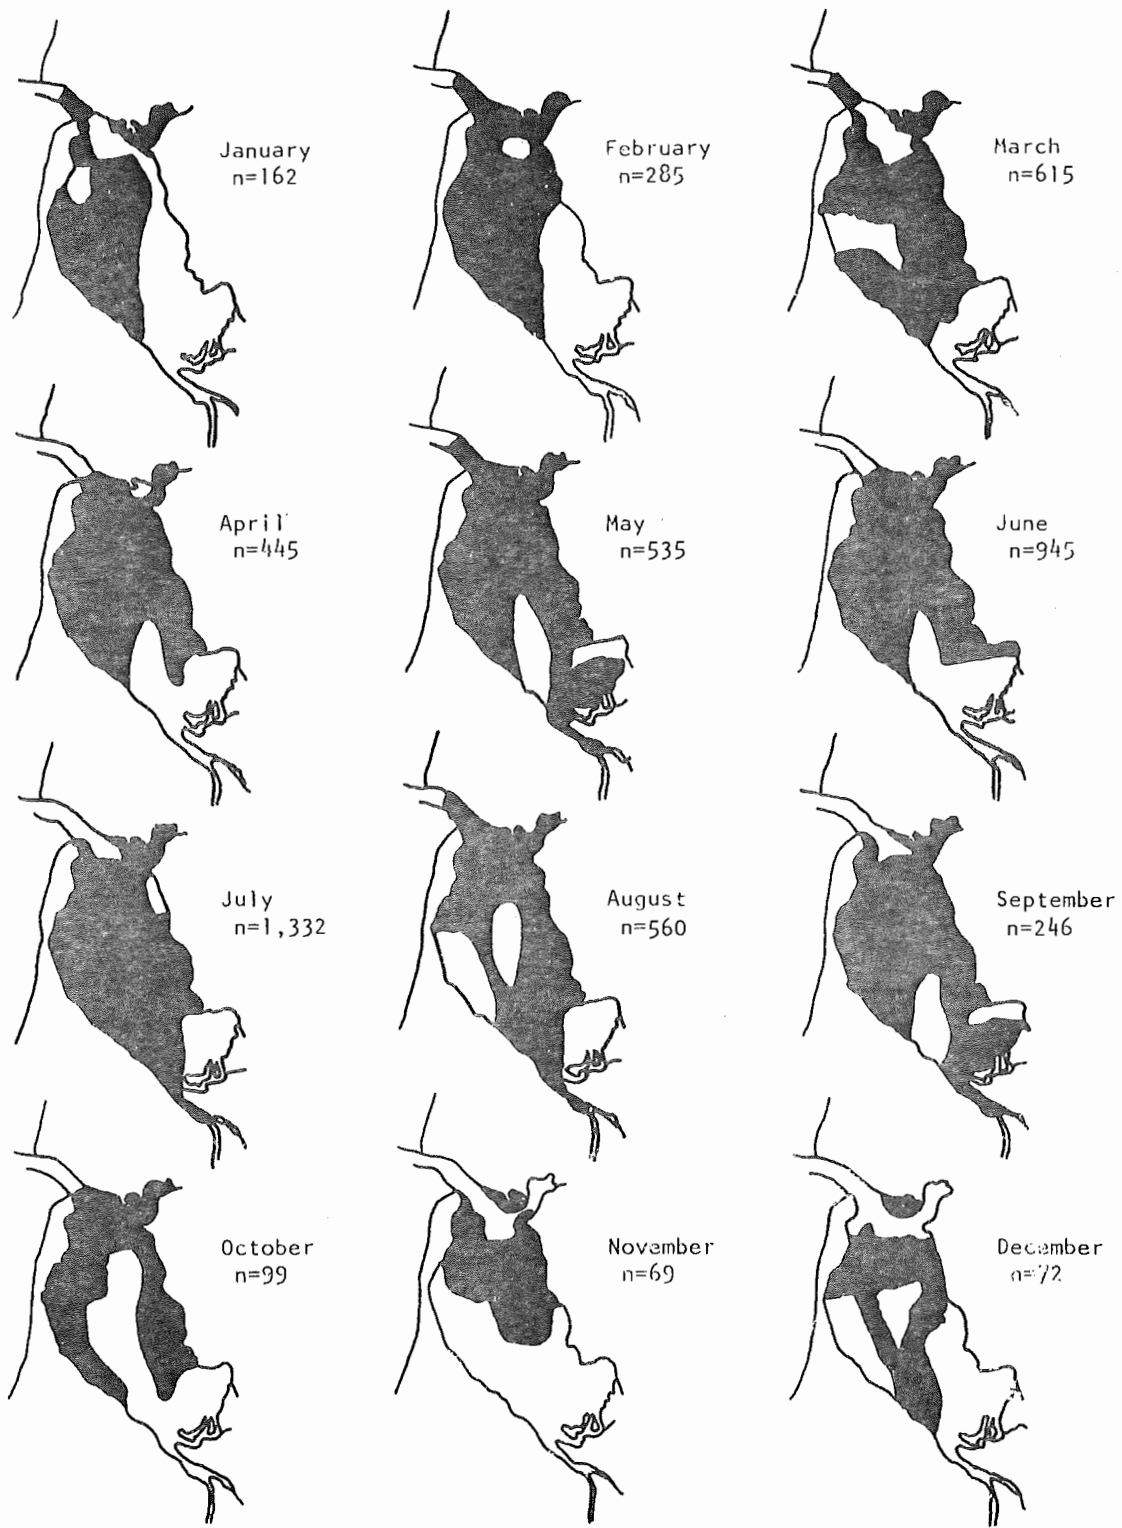 January
n=162
February
n=285
March
n=615
April
n=445
May
n=535
June
n=945
July
n=1,332
August
n=560
September
n=246
October
n=99
November
n=69
December
n=72